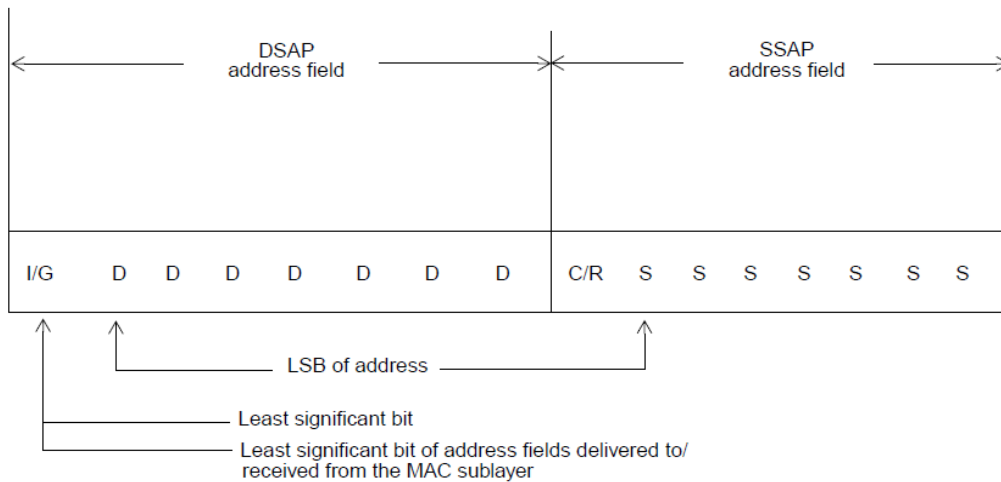 DSAP
address field
SSAP
address field
I/G D D D D D D D C/R S S S S S S S
LSB of address
Least significant bit
Least significant bit of address fields delivered to/
received from the MAC sublayer